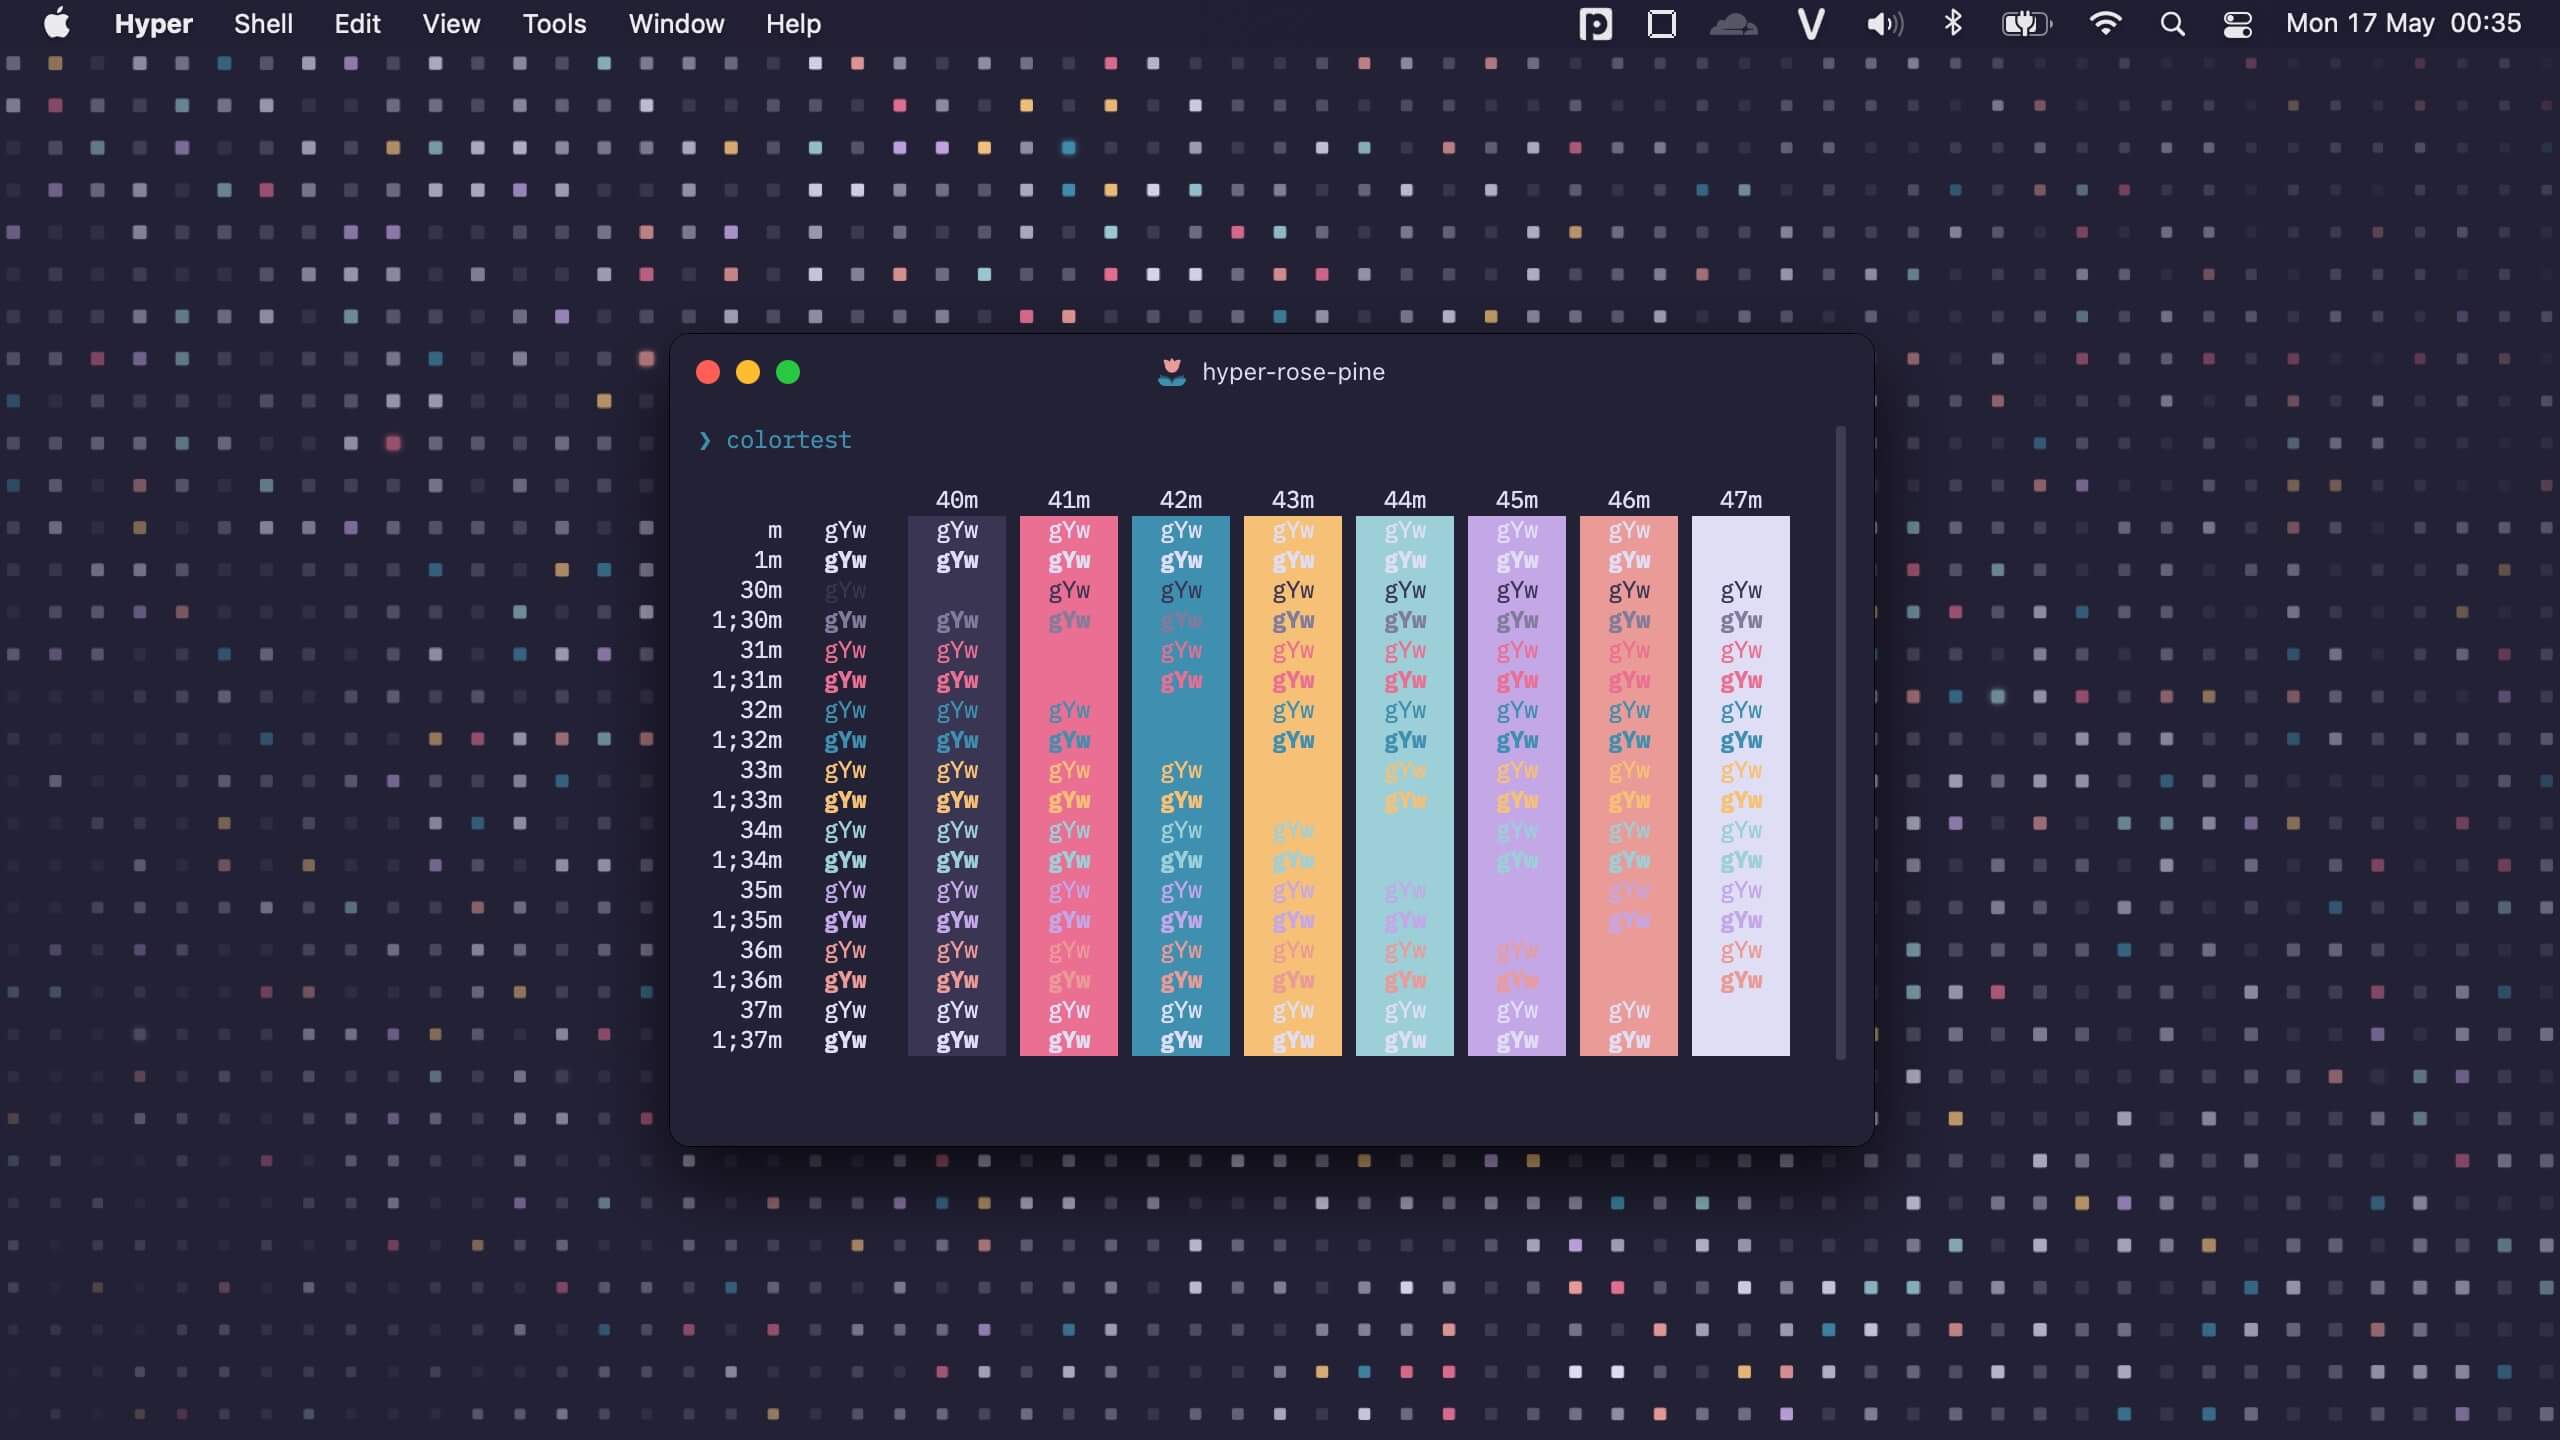 Hyper Shell Edit View Tools Window Help Mon 17 May 00:35
hyper-rose-pine
❯ colortest
40m 41m 42m 43m 44m 45m 46m 47m
m gYw gYw gYw gYw gYw gYw gYw gYw
1m gYw gYw gYw gYw gYw gYw gYw gYw
30m gYw gYw gYw gYw gYw gYw gYw gYw
1;30m gYw gYw gYw gYw gYw gYw gYw gYw gYw
31m gYw gYw gYw gYw gYw gYw gYw gYw
1;31m gYw gYw gYw gYw gYw gYw gYw gYw
32m gYw gYw gYw gYw gYw gYw gYw gYw
1;32m gYw gYw gYw gYw gYw gYw gYw gYw
33m gYw gYw gYw gYw gYw gYw gYw gYw
1;33m gYw gYw gYw gYw gYw gYw gYw gYw
34m gYw gYw gYw gYw gYw gYw gYw gYw
1;34m gYw gYw gYw gYw gYw gYw gYw gYw
35m gYw gYw gYw gYw gYw gYw gYw gYw
1;35m gYw gYw gYw gYw gYw gYw gYw gYw
36m gYw gYw gYw gYw gYw gYw gYw gYw
1;36m gYw gYw gYw gYw gYw gYw gYw gYw
37m gYw gYw gYw gYw gYw gYw gYw gYw
1;37m gYw gYw gYw gYw gYw gYw gYw gYw